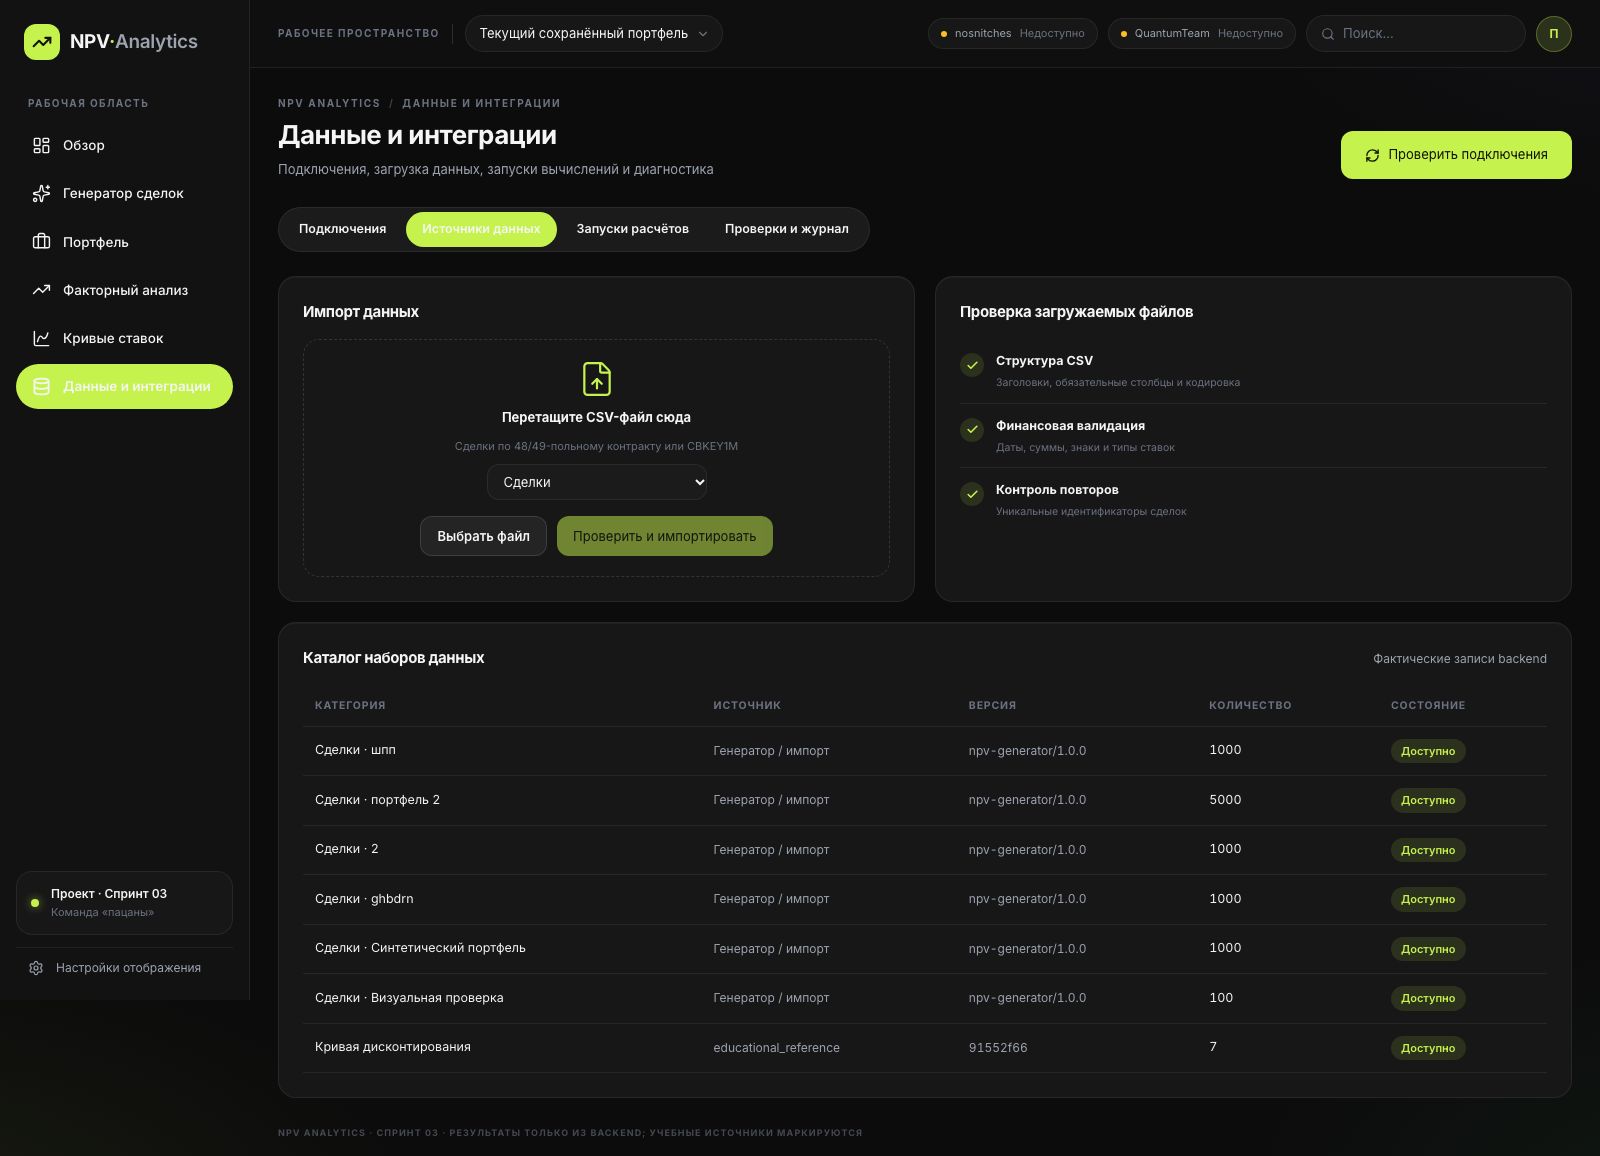 NPV·Analytics
РАБОЧАЯ ОБЛАСТЬ
Обзор
Генератор сделок
Портфель
Факторный анализ
Кривые ставок
Данные и интеграции
Проект · Спринт 03
Команда «пацаны»
Настройки отображения
РАБОЧЕЕ ПРОСТРАНСТВО
Текущий сохранённый портфель
nosnitches Недоступно
QuantumTeam Недоступно
Поиск...
П
NPV ANALYTICS / ДАННЫЕ И ИНТЕГРАЦИИ
Данные и интеграции
Подключения, загрузка данных, запуски вычислений и диагностика
Проверить подключения
Подключения
Источники данных
Запуски расчётов
Проверки и журнал
Импорт данных
Перетащите CSV-файл сюда
Сделки по 48/49-польному контракту или CBKEY1M
Сделки
Выбрать файл
Проверить и импортировать
Проверка загружаемых файлов
Структура CSV
Заголовки, обязательные столбцы и кодировка
Финансовая валидация
Даты, суммы, знаки и типы ставок
Контроль повторов
Уникальные идентификаторы сделок
Каталог наборов данных
Фактические записи backend
КАТЕГОРИЯ ИСТОЧНИК ВЕРСИЯ КОЛИЧЕСТВО СОСТОЯНИЕ
Сделки · шпп Генератор / импорт npv-generator/1.0.0 1000 Доступно
Сделки · портфель 2 Генератор / импорт npv-generator/1.0.0 5000 Доступно
Сделки · 2 Генератор / импорт npv-generator/1.0.0 1000 Доступно
Сделки · ghbdrn Генератор / импорт npv-generator/1.0.0 1000 Доступно
Сделки · Синтетический портфель Генератор / импорт npv-generator/1.0.0 1000 Доступно
Сделки · Визуальная проверка Генератор / импорт npv-generator/1.0.0 100 Доступно
Кривая дисконтирования educational_reference 91552f66 7 Доступно
NPV ANALYTICS · СПРИНТ 03 · РЕЗУЛЬТАТЫ ТОЛЬКО ИЗ BACKEND; УЧЕБНЫЕ ИСТОЧНИКИ МАРКИРУЮТСЯ